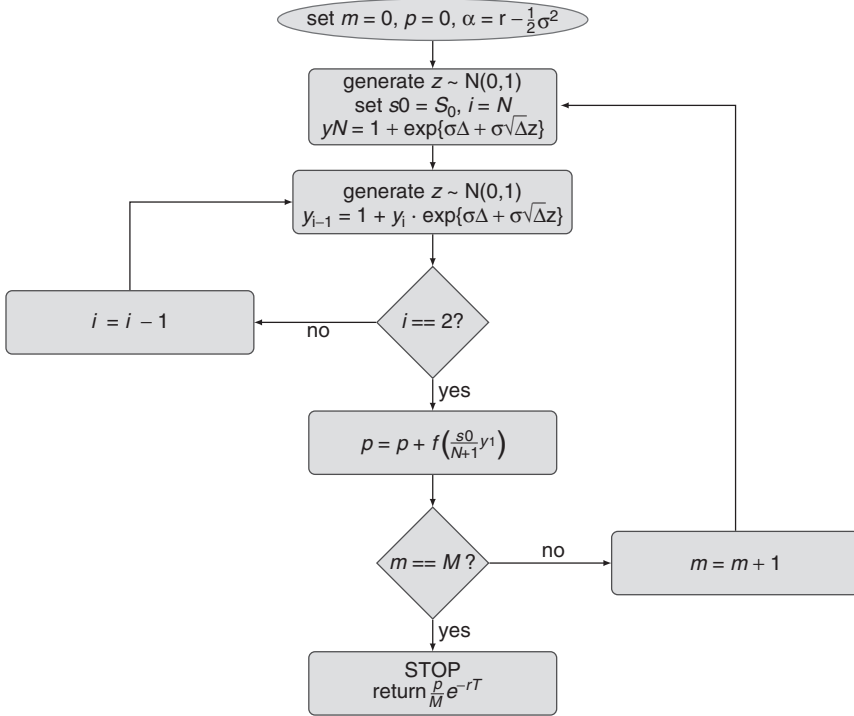 set m = 0, p = 0, α = r − ½σ²
generate z ~ N(0,1)
set s0 = S₀, i = N
yN = 1 + exp{σΔ + σ√Δz}
generate z ~ N(0,1)
yᵢ₋₁ = 1 + yᵢ · exp{σΔ + σ√Δz}
i = i − 1
no
i == 2?
yes
p = p + f(s0/N+1 y1)
m == M?
no
m = m + 1
yes
STOP
return p/M e^−rT